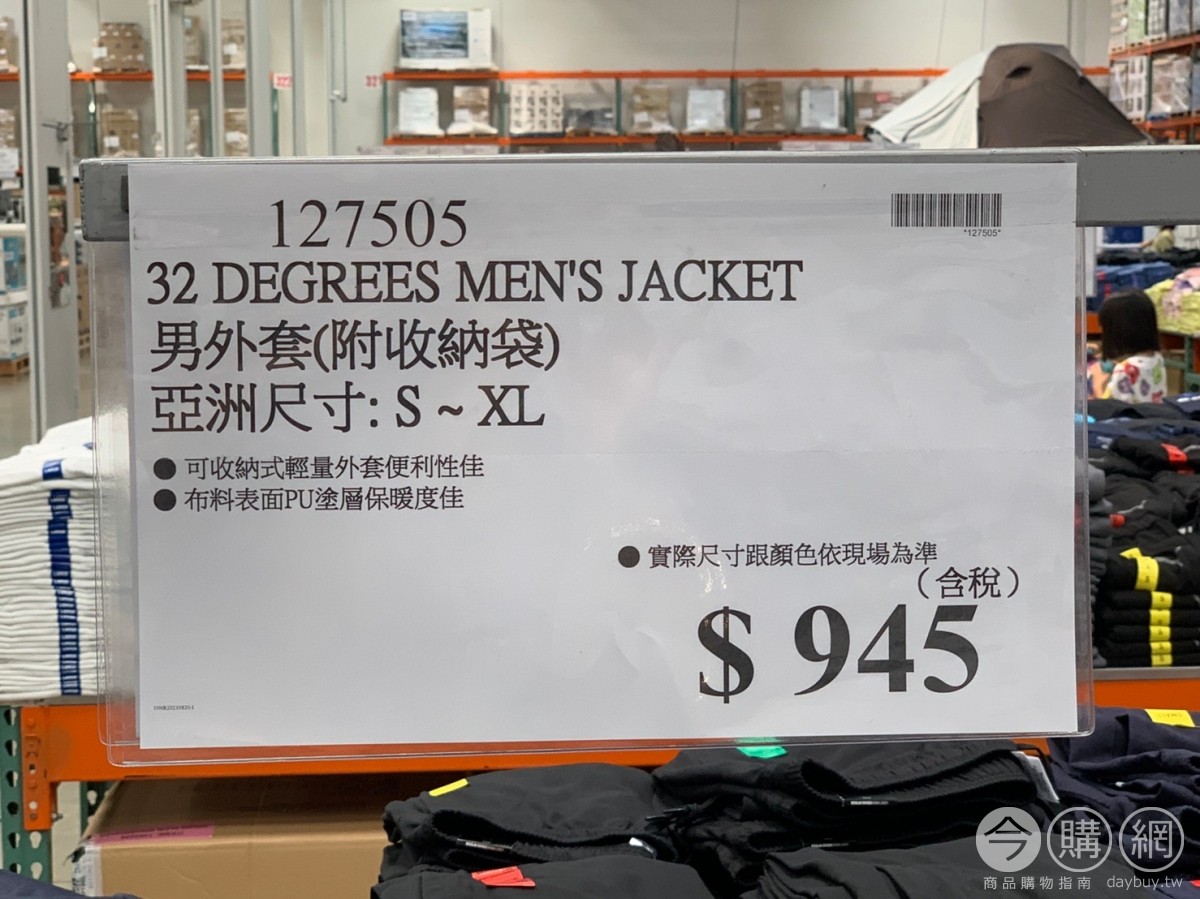 127505
*127505*
32 DEGREES MEN'S JACKET
男外套(附收納袋)
亞洲尺寸: S ~ XL
● 可收納式輕量外套便利性佳
● 布料表面PU塗層保暖度佳
● 實際尺寸跟顏色依現場為準
(含稅)
$ 945
今購網
商品購物指南 daybuy.tw